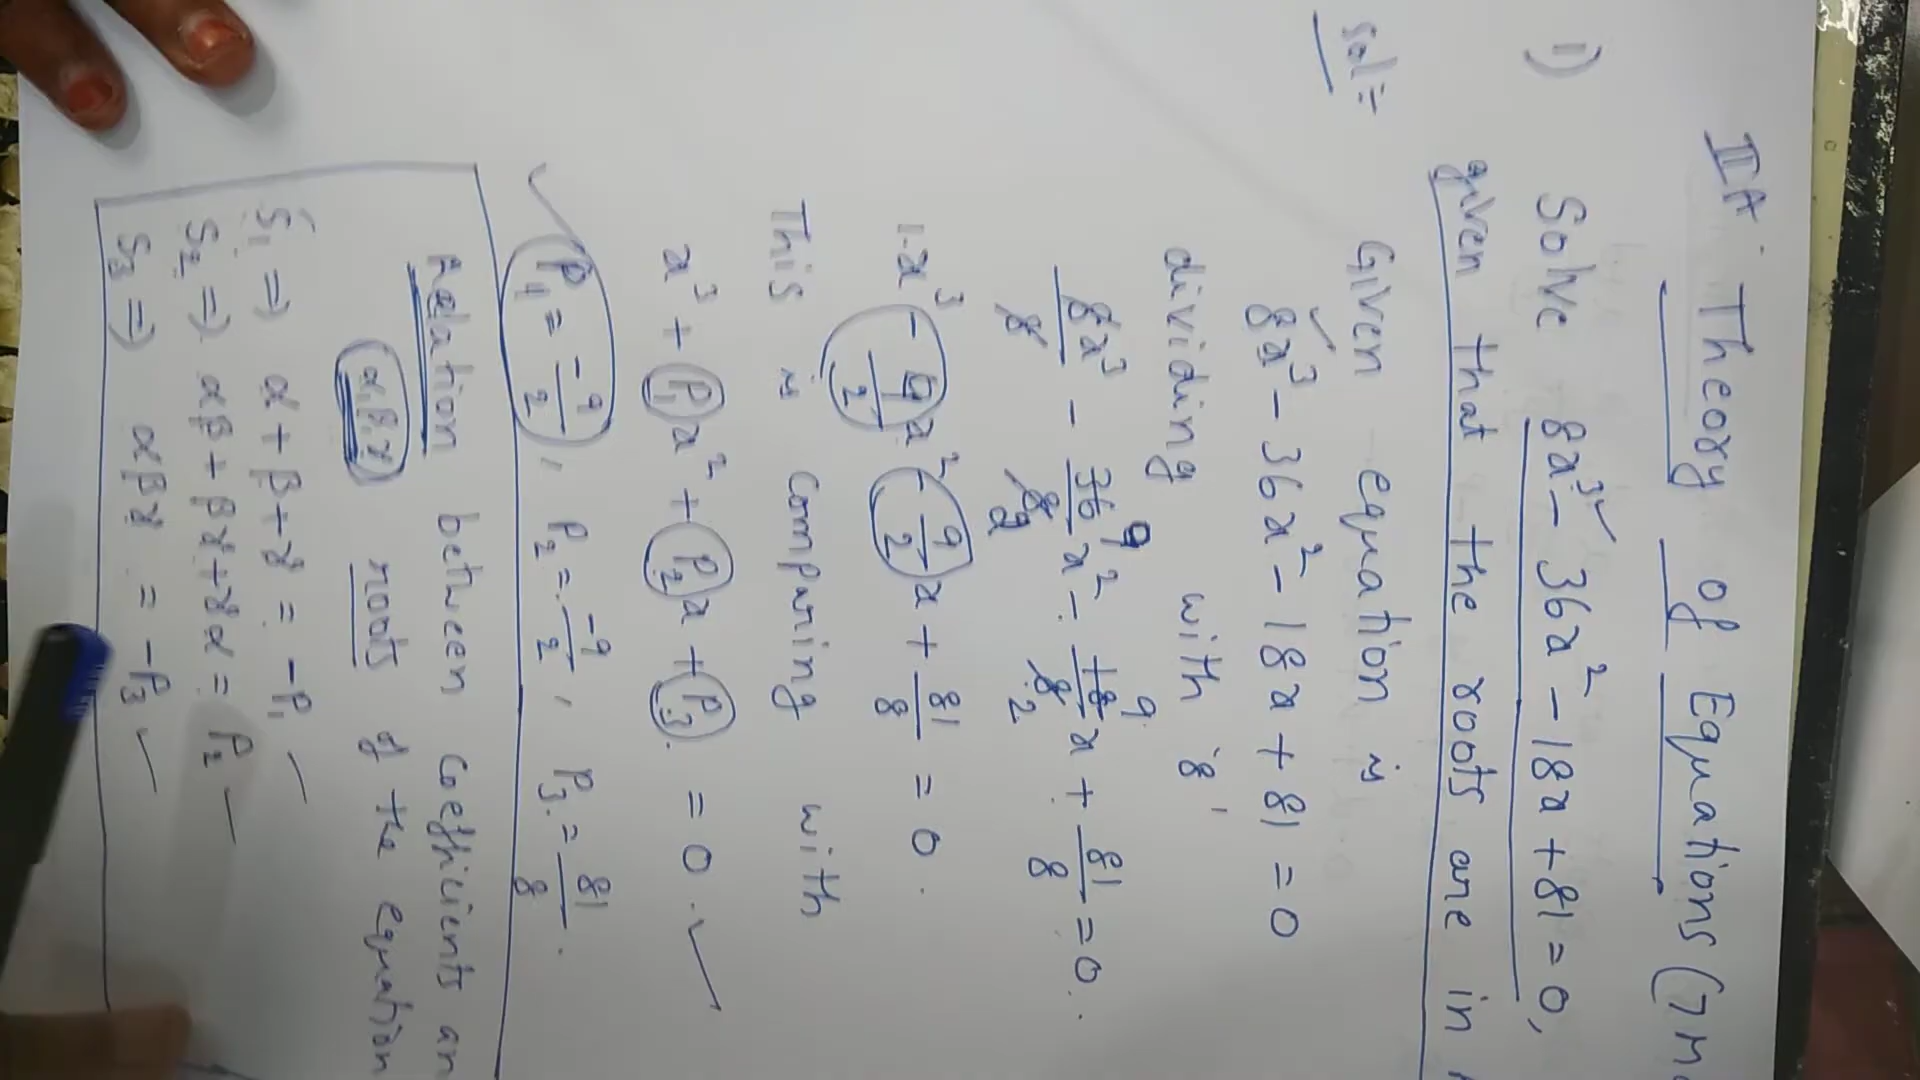 IIA: Theory of Equations (7M
1) Solve 8x³ - 36x² - 18x + 81 = 0,
given that the roots are in
Sol:- Given equation is
8x³ - 36x² - 18x + 81 = 0
dividing with '8'
8x³/8 - 36/8 x² - 18/8 x + 81/8 = 0.
1.x³ - 9/2 x² - 9/2 x + 81/8 = 0.
This is comparing with
x³ + P₁x² + P₂x + P₃ = 0.
P₁ = -9/2, P₂ = -9/2, P₃ = 81/8.
Relation between coefficients an
roots of the equation
(α, β, γ)
S₁ ⇒ α + β + γ = -P₁
S₂ ⇒ αβ + βγ + γα = P₂
S₃ ⇒ αβγ = -P₃